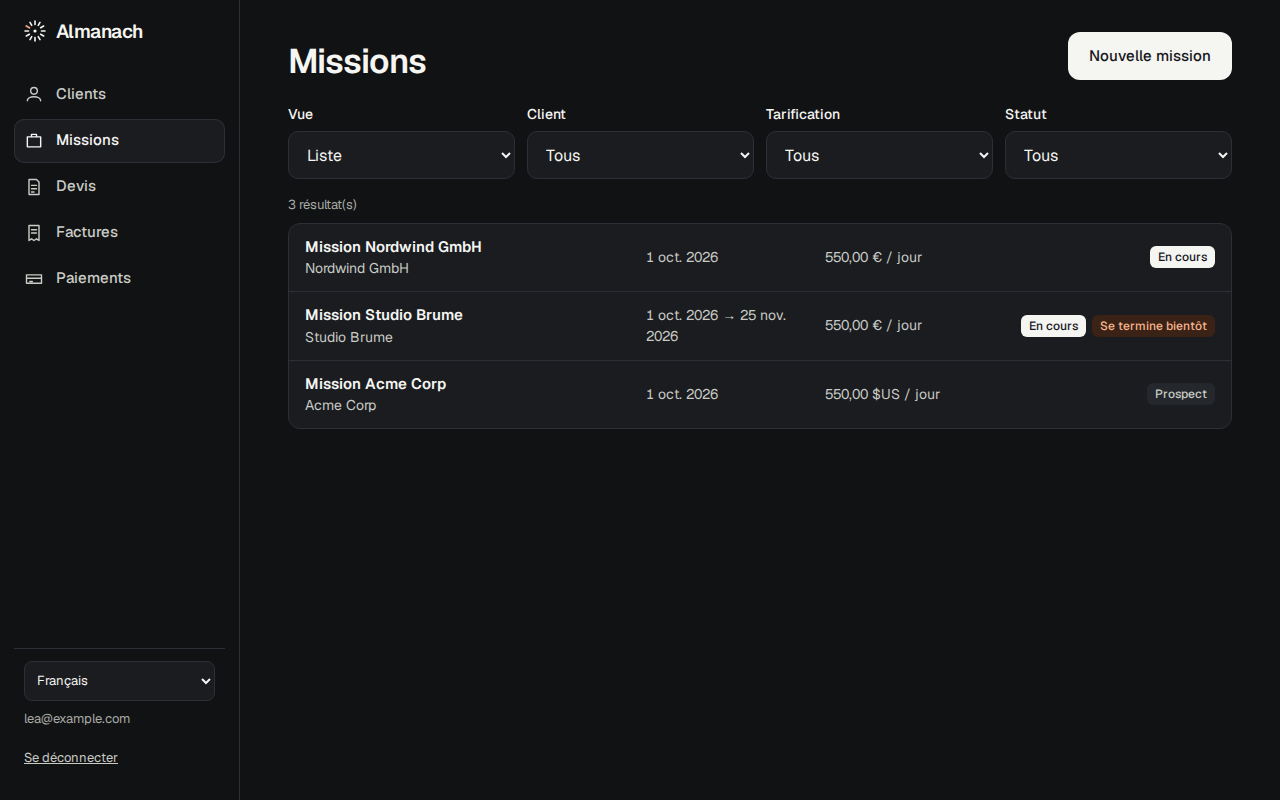 Almanach
Clients
Missions
Devis
Factures
Paiements
Français
lea@example.com
Se déconnecter
Missions
Nouvelle mission
Vue
Client
Tarification
Statut
Liste
Tous
Tous
Tous
3 résultat(s)
Mission Nordwind GmbH
Nordwind GmbH
1 oct. 2026
550,00 € / jour
En cours
Mission Studio Brume
Studio Brume
1 oct. 2026 → 25 nov.
2026
550,00 € / jour
En cours
Se termine bientôt
Mission Acme Corp
Acme Corp
1 oct. 2026
550,00 $US / jour
Prospect